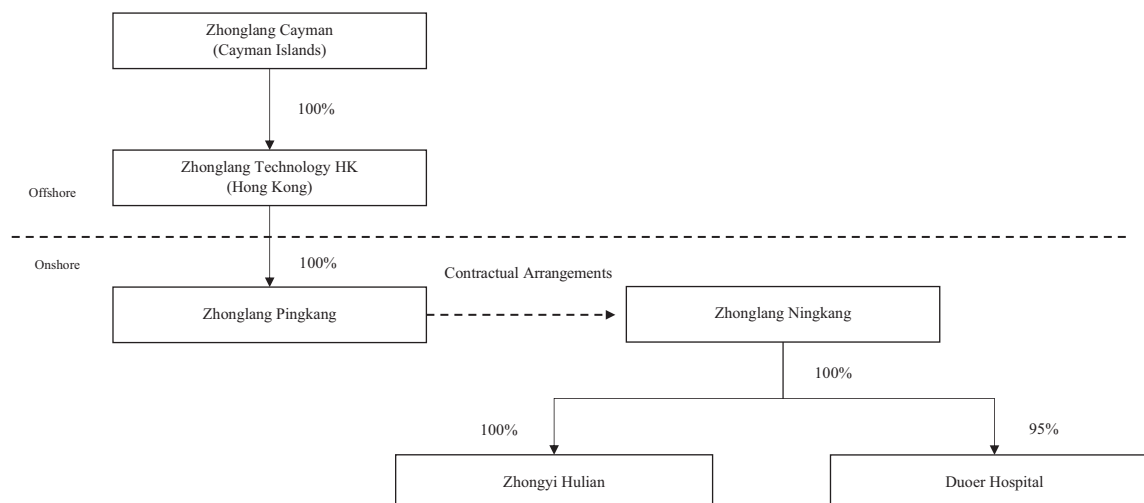 Zhonglang Cayman
(Cayman Islands)
100%
Zhonglang Technology HK
(Hong Kong)
Offshore
Onshore
100%
Contractual Arrangements
Zhonglang Pingkang
Zhonglang Ningkang
100%
100%
95%
Zhongyi Hulian
Duoer Hospital